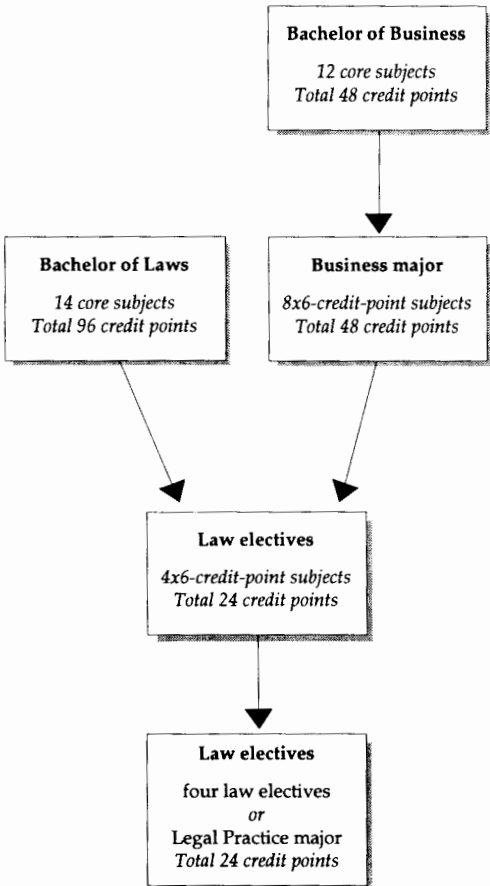 Bachelor of Business
12 core subjects
Total 48 credit points
Bachelor of Laws
14 core subjects
Total 96 credit points
Business major
8x6-credit-point subjects
Total 48 credit points
Law electives
4x6-credit-point subjects
Total 24 credit points
Law electives
four law electives
or
Legal Practice major
Total 24 credit points